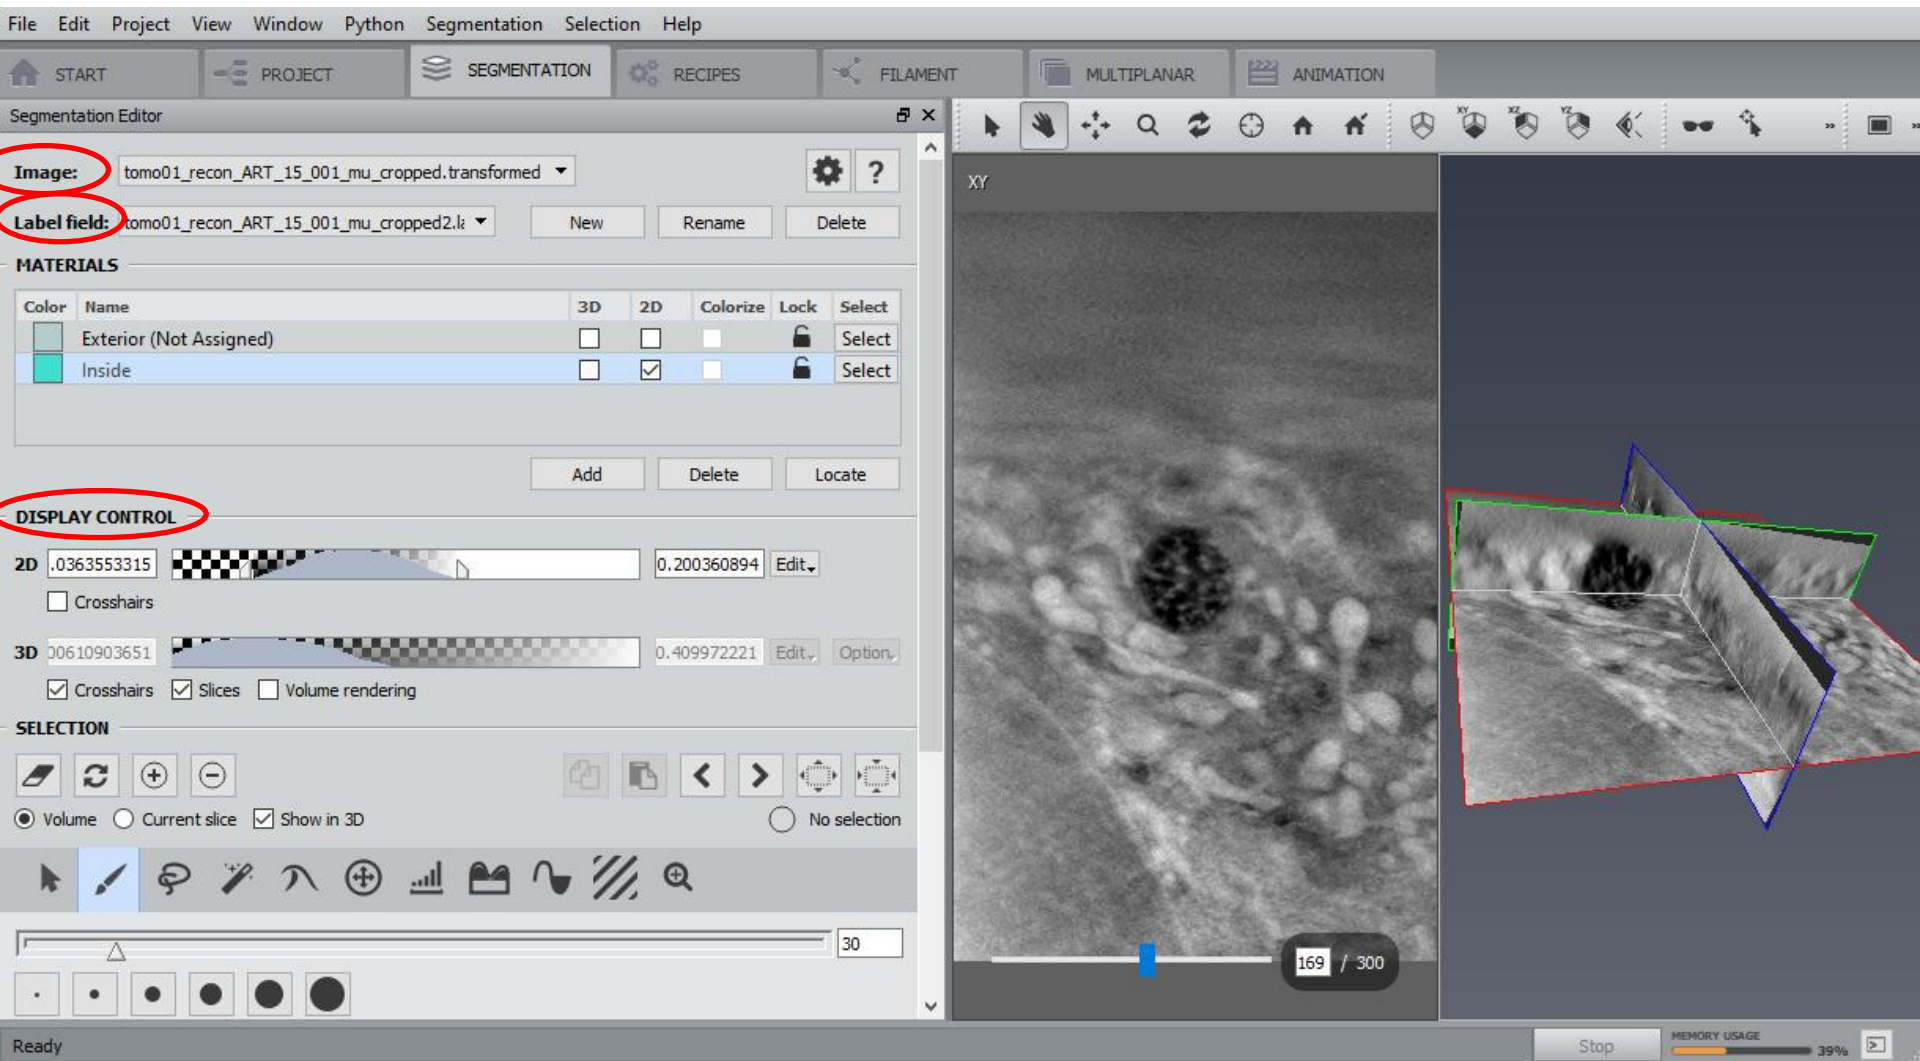 File Edit Project View Window Python Segmentation Selection Help
START PROJECT SEGMENTATION RECIPES FILAMENT MULTIPLANAR ANIMATION
Segmentation Editor
Image: tomo01_recon_ART_15_001_mu_cropped.transformed
?
Label field: tomo01_recon_ART_15_001_mu_cropped2.la
New Rename Delete
MATERIALS
Color Name 3D 2D Colorize Lock Select
Exterior (Not Assigned) Select
Inside Select
Add Delete Locate
DISPLAY CONTROL
2D .0363553315 0.200360894 Edit
Crosshairs
3D 00610903651 0.409972221 Edit Option
Crosshairs Slices Volume rendering
SELECTION
Volume Current slice Show in 3D No selection
30
XY XZ YZ
XY
169 / 300
Ready
Stop MEMORY USAGE 39%